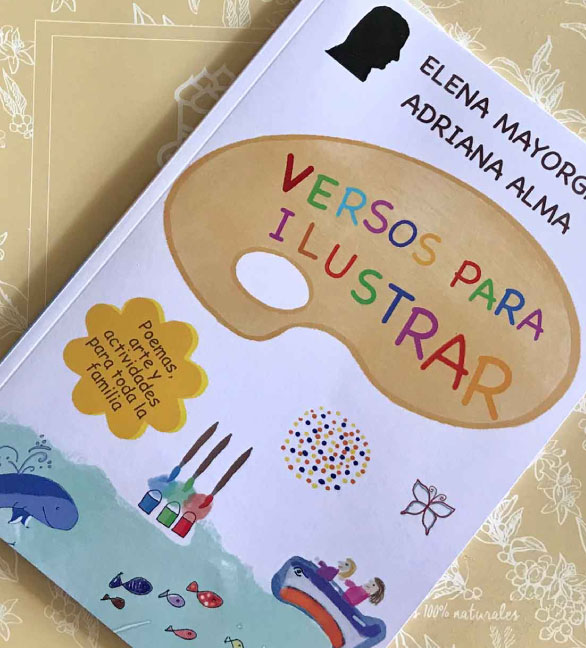 ELENA MAYORG
ADRIANA ALMA
VERSOS PARA
ILUSTRAR
Poemas,
arte y
actividades
para toda la
familia
100% naturales